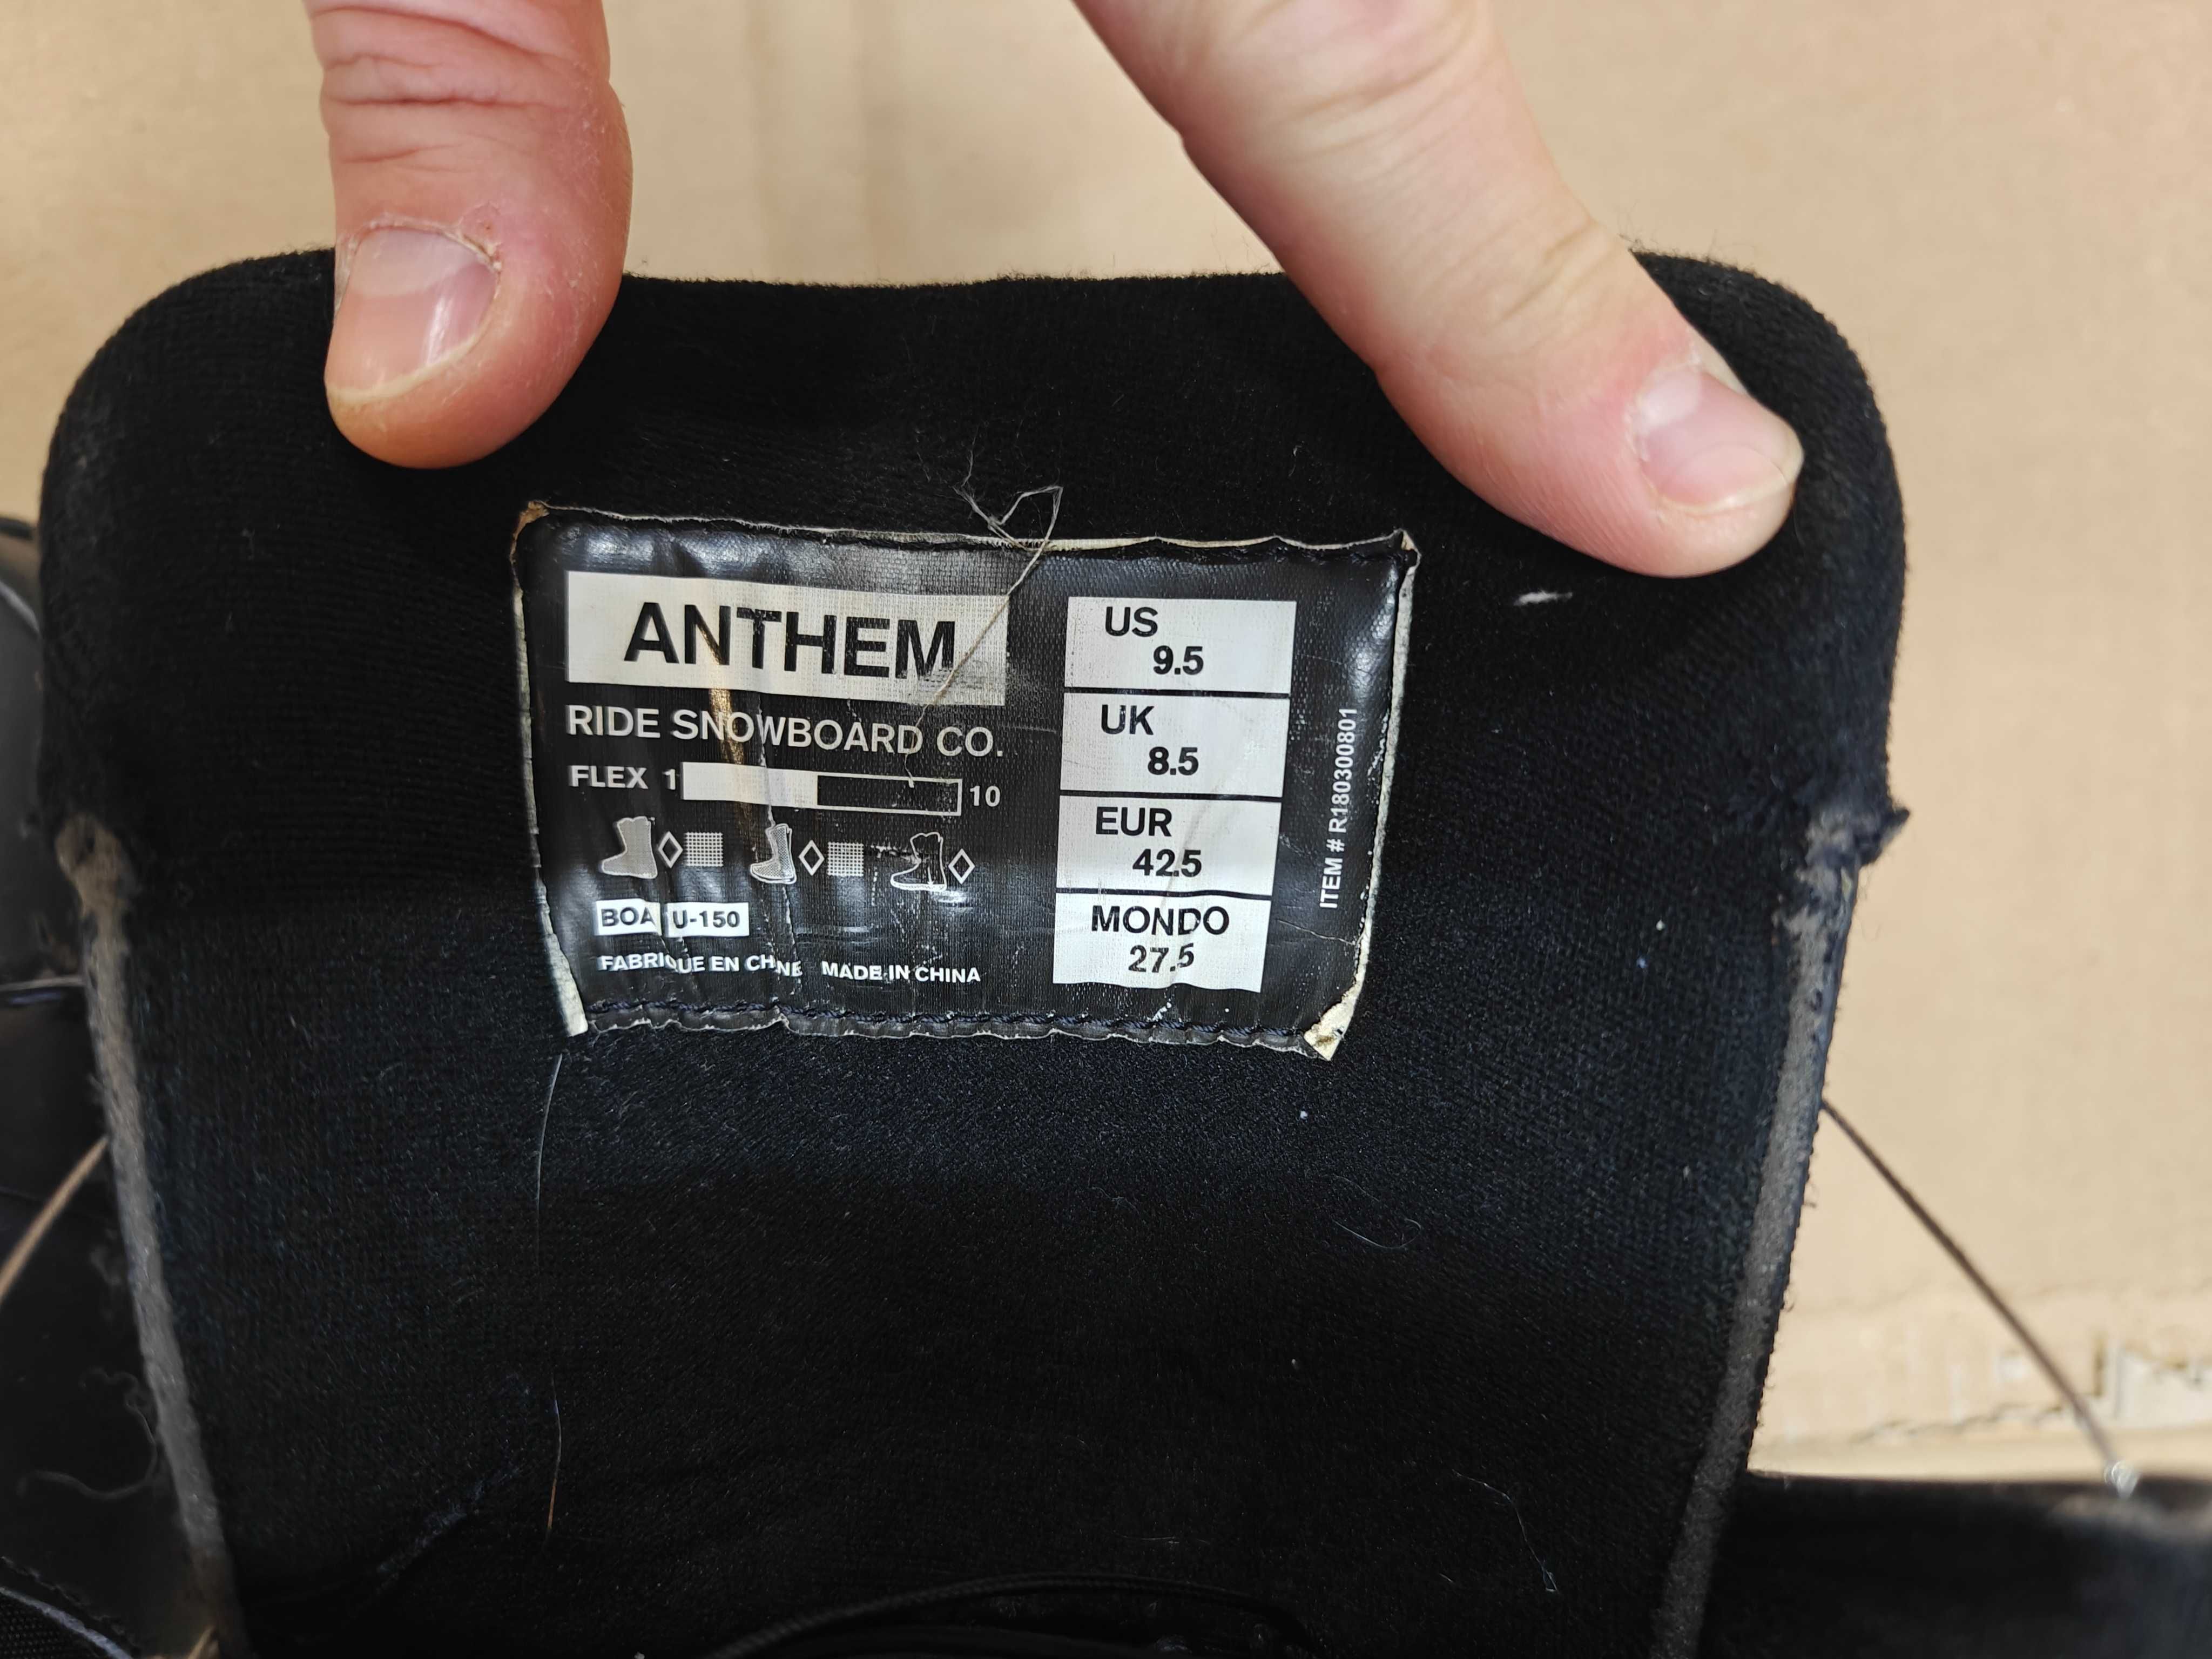 ANTHEM
RIDE SNOWBOARD CO.
FLEX 1 10
BOA U-150
FABRIQUE EN CHINE MADE IN CHINA
US
9.5
UK
8.5
EUR
42.5
MONDO
27.5
ITEM # R180300801